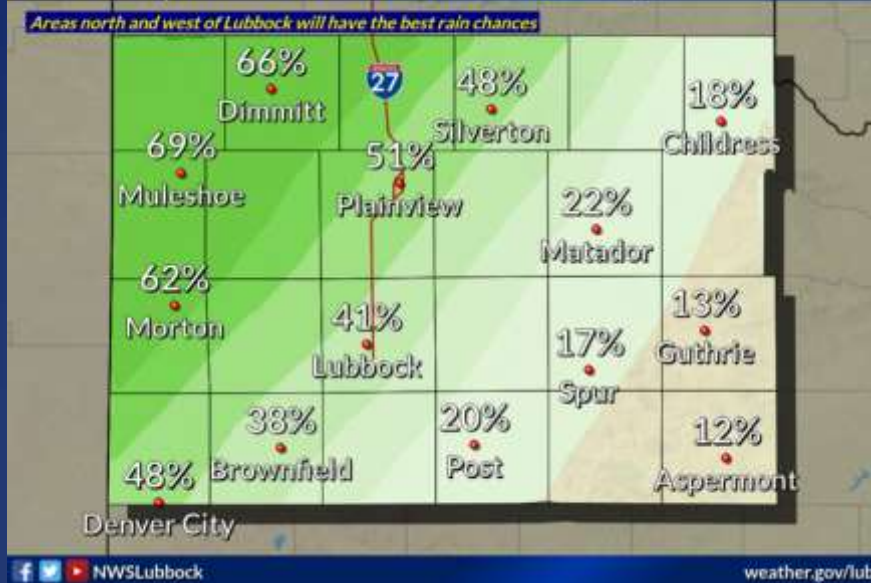 Areas north and west of Lubbock will have the best rain chances
66%
Dimmitt
27
48%
Silverton
18%
Childress
69%
Muleshoe
51%
Plainview
22%
Matador
62%
Morton
41%
Lubbock
17%
Spur
13%
Guthrie
38%
Brownfield
20%
Post
12%
Aspermont
48%
Denver City
NWSLubbock
weather.gov/lub